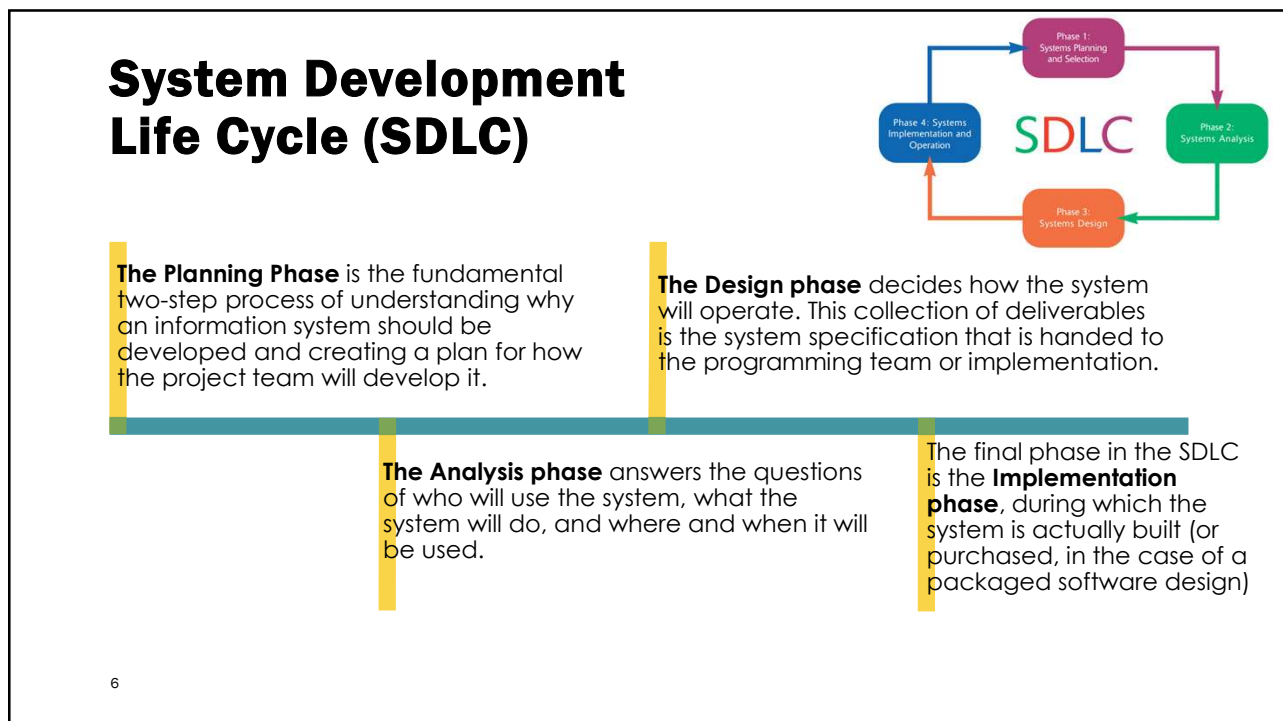 System Development
Life Cycle (SDLC)
Phase 1:
Systems Planning
and Selection
Phase 4: Systems
Implementation and
Operation
SDLC
Phase 2:
Systems Analysis
Phase 3:
Systems Design
The Planning Phase is the fundamental
two-step process of understanding why
an information system should be
developed and creating a plan for how
the project team will develop it.
The Design phase decides how the system
will operate. This collection of deliverables
is the system specification that is handed to
the programming team or implementation.
The Analysis phase answers the questions
of who will use the system, what the
system will do, and where and when it will
be used.
The final phase in the SDLC
is the Implementation
phase, during which the
system is actually built (or
purchased, in the case of a
packaged software design)
6